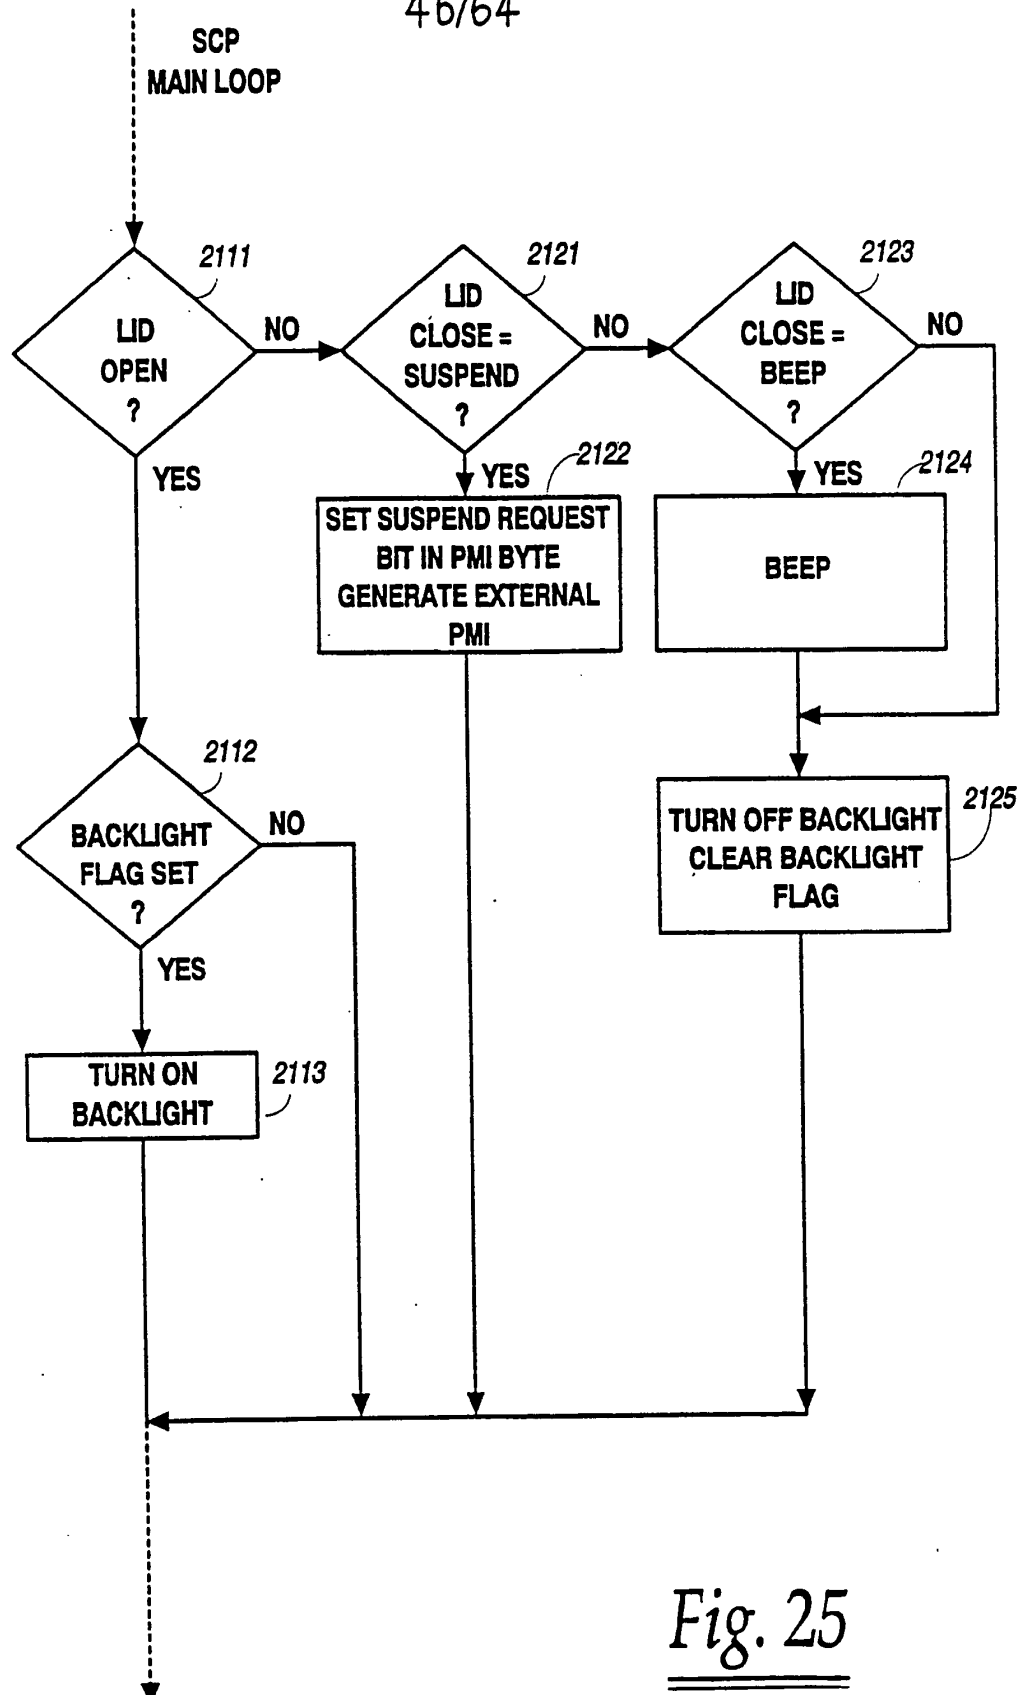 46/64
SCP
MAIN LOOP
2111
LID
OPEN
?
NO
YES
2121
LID
CLOSE =
SUSPEND
?
NO
YES
2123
LID
CLOSE =
BEEP
?
NO
YES
2122
SET SUSPEND REQUEST
BIT IN PMI BYTE
GENERATE EXTERNAL
PMI
2124
BEEP
2112
BACKLIGHT
FLAG SET
?
NO
YES
2125
TURN OFF BACKLIGHT
CLEAR BACKLIGHT
FLAG
2113
TURN ON
BACKLIGHT
Fig. 25